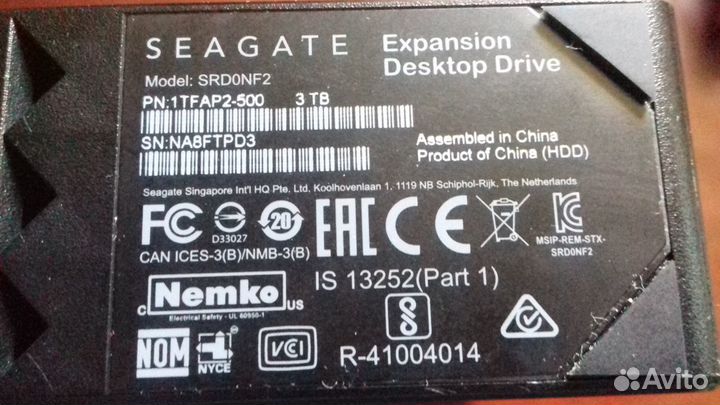 SEAGATE Expansion
Desktop Drive
Model: SRD0NF2
PN:1TFAP2-500 3 TB
SN:NA8FTPD3
Assembled in China
Product of China (HDD)
Seagate Singapore Int'l HQ Pte. Ltd. Koolhovenlaan 1, 1119 NB Schiphol-Rijk, The Netherlands
FC D33027 20 EAC CE
MSIP-REM-STX-
SRD0NF2
CAN ICES-3(B)/NMB-3(B)
IS 13252(Part 1)
c Nemko US
Electrical Safety - UL 60950-1
NOM NYCE VCI R-41004014
Avito